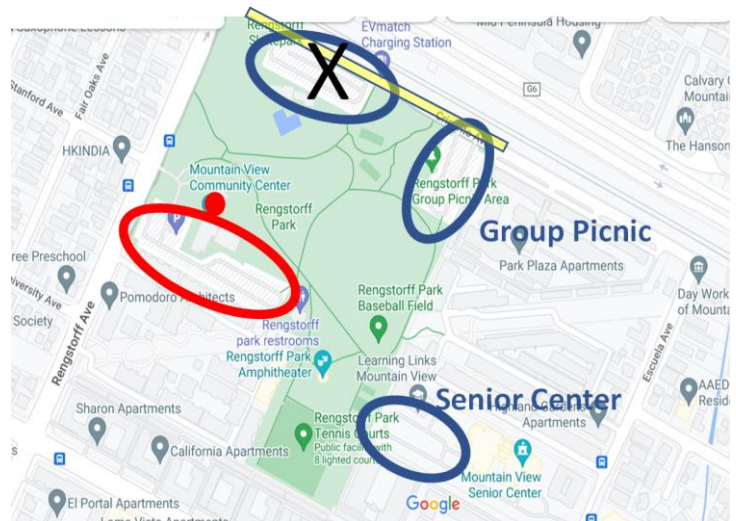 Rengstorff
Skatepark
EVmatch
Charging Station
Mid Peninsula Housing
Stanford Ave
Fair Oaks Ave
X
G6
Calvary
HKINDIA
The Hanson
Mountain View
Community Center
Rengstorff
Park
Group Picnic Area
Rengstorff
Park
P
Group Picnic
Park Plaza Apartments
ree Preschool
Pomodoro Architects
Rengstorff Ave
Society
Rengstorff
park restrooms
Rengstorff Park
Baseball Field
Day Work
of Mounta
Escuela Ave
Rengstorff Park
Amphitheater
Learning Links
Mountain View
Senior Center
Apartments
AAED
Resid
Sharon Apartments
California Apartments
Rengstorff Park
Tennis Courts
Public facility with
8 lighted cour
Mountain View
Senior Center
El Portal Apartments
Google